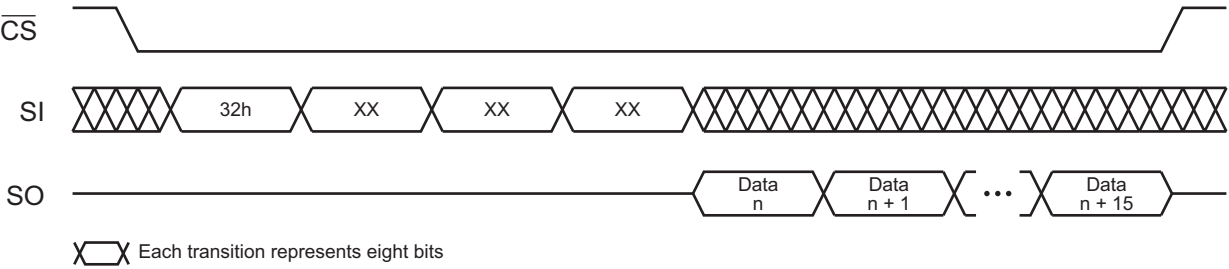 CS
SI
32h
XX
XX
XX
SO
Data
n
Data
n + 1
•••
Data
n + 15
Each transition represents eight bits